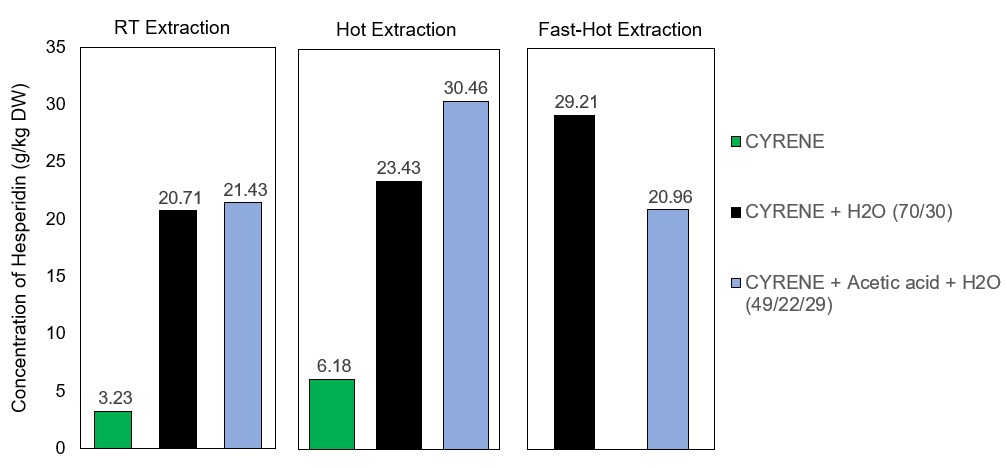 RT Extraction
Hot Extraction
Fast-Hot Extraction
Concentration of Hesperidin (g/kg DW)
35
30
25
20
15
10
5
0
3.23
20.71
21.43
6.18
23.43
30.46
29.21
20.96
CYRENE
CYRENE + H2O (70/30)
CYRENE + Acetic acid + H2O
(49/22/29)